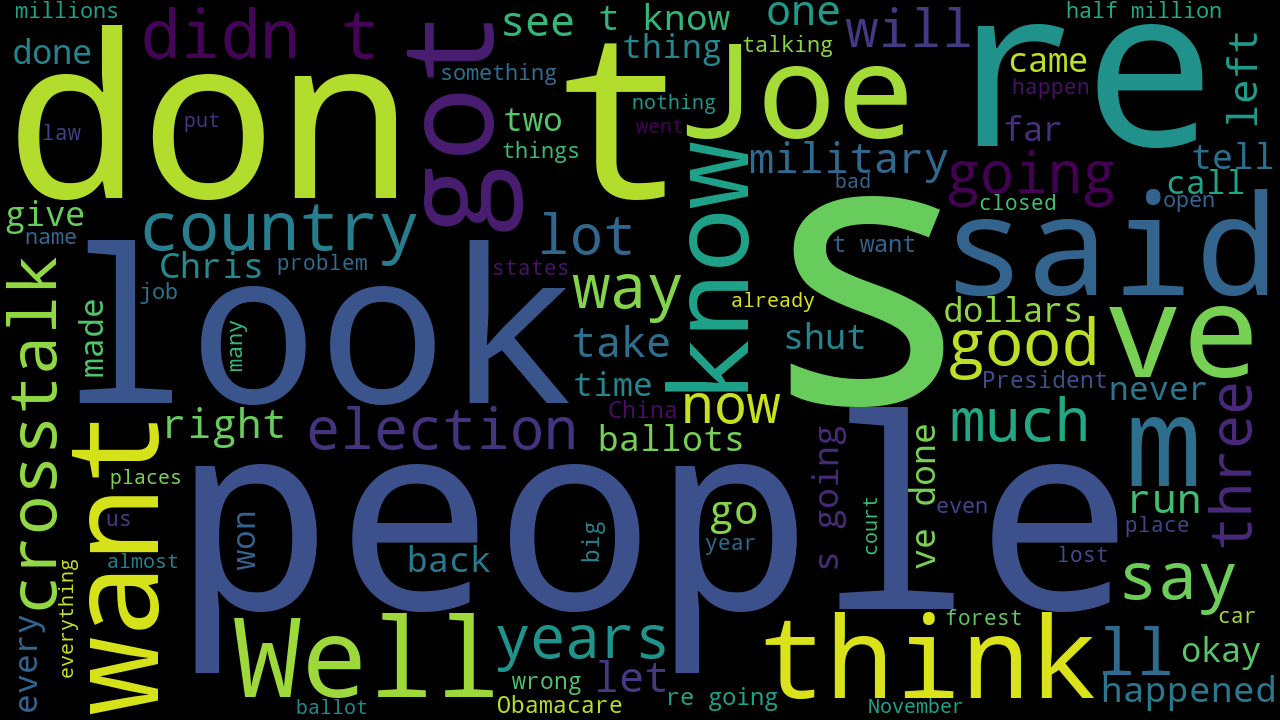 millions
didn t
got
see
t know
one
will
half million
done
don
t
something
thing
talking
Joe
re
came
happen
left
law
put
nothing
went
two
things
far
know
military
bad
going
tell
call
open
closed
give
name
country
lot
t want
S
said
Chris
problem
states
job
look
way
already
dollars
ve
made
many
take
shut
good
crosstalk
time
President
never
China
now
right
election
ballots
much
m
three
want
people
places
us
won
go
year
s going
court
ve done
even
run
place
almost
back
big
lost
say
everything
every
Well
years
think
forest
ll
car
okay
wrong
let
re going
happened
ballot
Obamacare
November